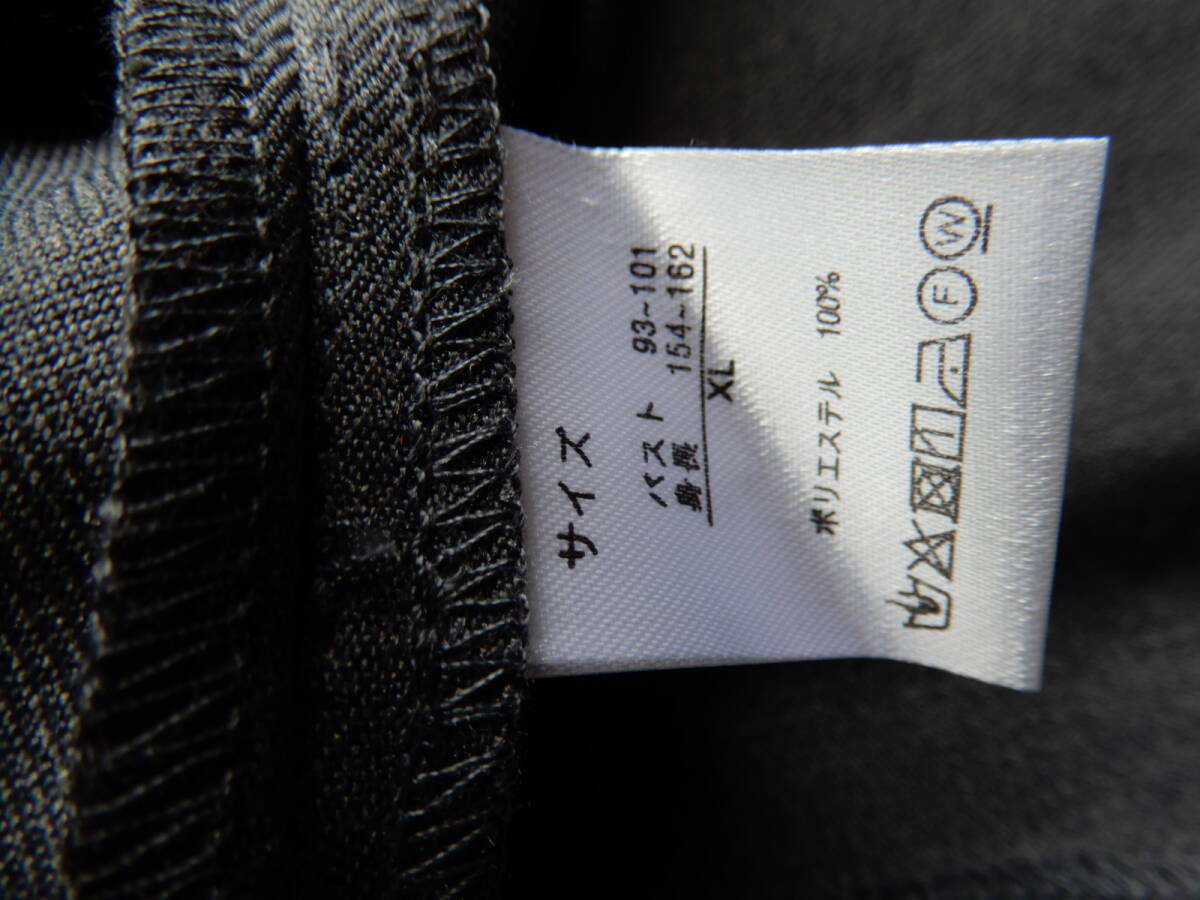 サイズ
バスト 93~101
身長 154~162
XL
ポリエステル 100%
F W